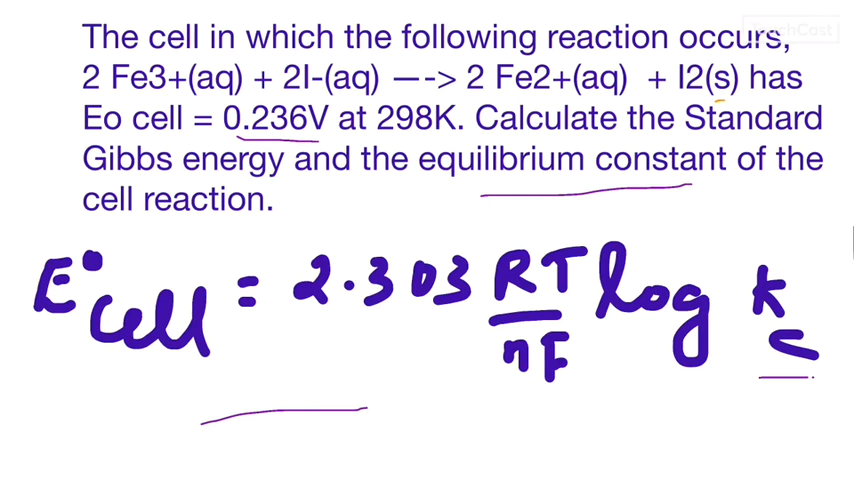 TouchCast
The cell in which the following reaction occurs,
2 Fe3+(aq) + 2I-(aq) —-> 2 Fe2+(aq) + I2(s) has
Eo cell = 0.236V at 298K. Calculate the Standard
Gibbs energy and the equilibrium constant of the
cell reaction.
E°cell = 2.303 RT/nF log kc